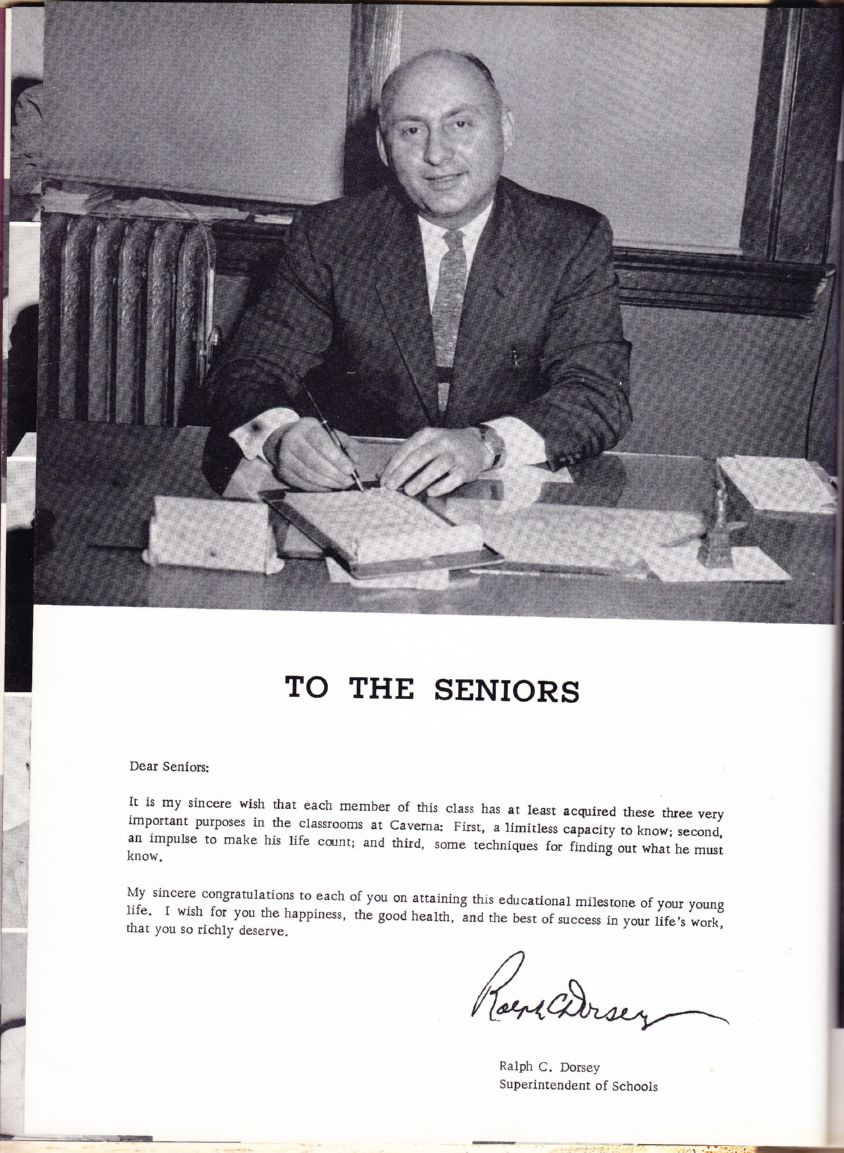 TO THE SENIORS
Dear Seniors:
It is my sincere wish that each member of this class has at least acquired these three very
important purposes in the classrooms at Caverna: First, a limitless capacity to know; second,
an impulse to make his life count; and third, some techniques for finding out what he must
know.
My sincere congratulations to each of you on attaining this educational milestone of your young
life. I wish for you the happiness, the good health, and the best of success in your life's work,
that you so richly deserve.
Ralph C Dorsey
Ralph C. Dorsey
Superintendent of Schools